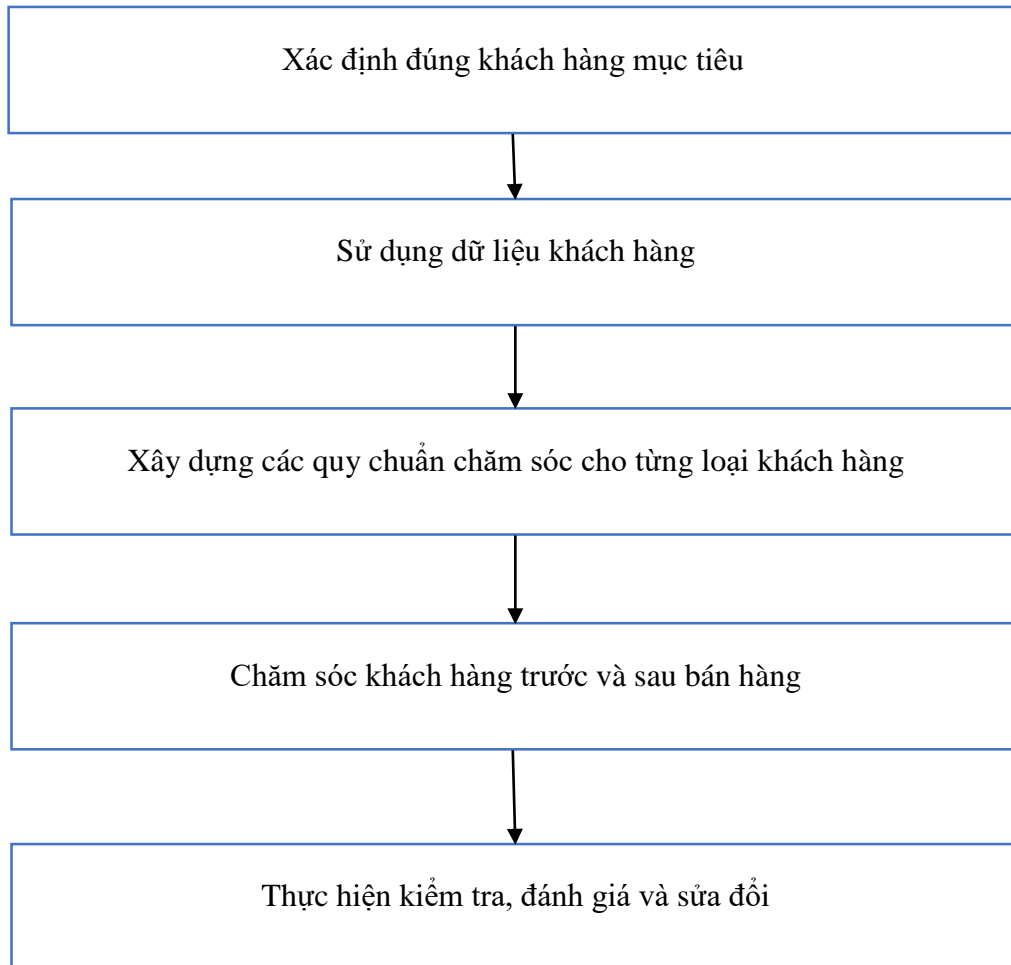 Xác định đúng khách hàng mục tiêu
Sử dụng dữ liệu khách hàng
Xây dựng các quy chuẩn chăm sóc cho từng loại khách hàng
Chăm sóc khách hàng trước và sau bán hàng
Thực hiện kiểm tra, đánh giá và sửa đổi